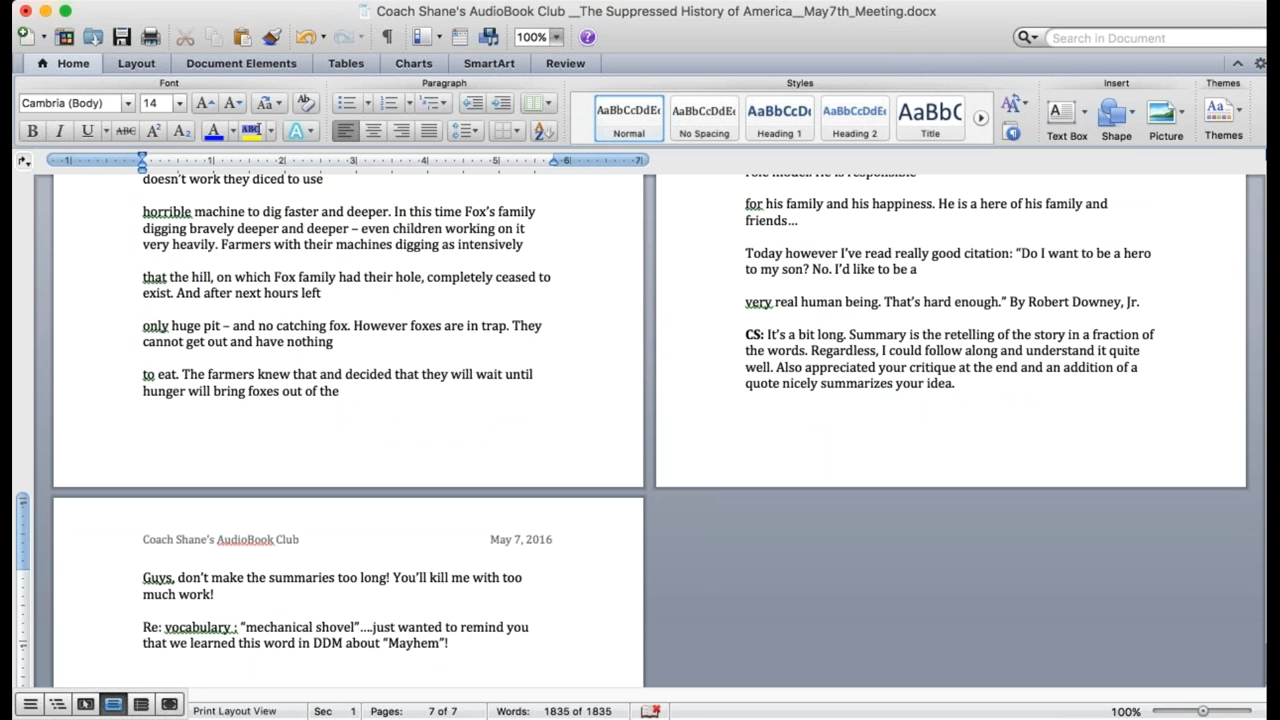 Coach Shane's AudioBook Club __The Suppressed History of America__May7th_Meeting.docx
100%
Search in Document
Home
Layout
Document Elements
Tables
Charts
SmartArt
Review
Font
Paragraph
Styles
Insert
Themes
Cambria (Body)
14
AaBbCcDdEe
Normal
AaBbCcDdEe
No Spacing
AaBbCcDc
Heading 1
AaBbCcDdEe
Heading 2
AaBbC
Title
Text Box
Shape
Picture
Themes
doesn't work they diced to use
horrible machine to dig faster and deeper. In this time Fox's family
digging bravely deeper and deeper – even children working on it
very heavily. Farmers with their machines digging as intensively
that the hill, on which Fox family had their hole, completely ceased to
exist. And after next hours left
only huge pit – and no catching fox. However foxes are in trap. They
cannot get out and have nothing
to eat. The farmers knew that and decided that they will wait until
hunger will bring foxes out of the
role model. He is responsible
for his family and his happiness. He is a here of his family and
friends…
Today however I've read really good citation: "Do I want to be a hero
to my son? No. I'd like to be a
very real human being. That's hard enough." By Robert Downey, Jr.
CS: It's a bit long. Summary is the retelling of the story in a fraction of
the words. Regardless, I could follow along and understand it quite
well. Also appreciated your critique at the end and an addition of a
quote nicely summarizes your idea.
Coach Shane's AudioBook Club
May 7, 2016
Guys, don't make the summaries too long! You'll kill me with too
much work!
Re: vocabulary : "mechanical shovel"….just wanted to remind you
that we learned this word in DDM about "Mayhem"!
Print Layout View
Sec 1
Pages: 7 of 7
Words: 1835 of 1835
100%